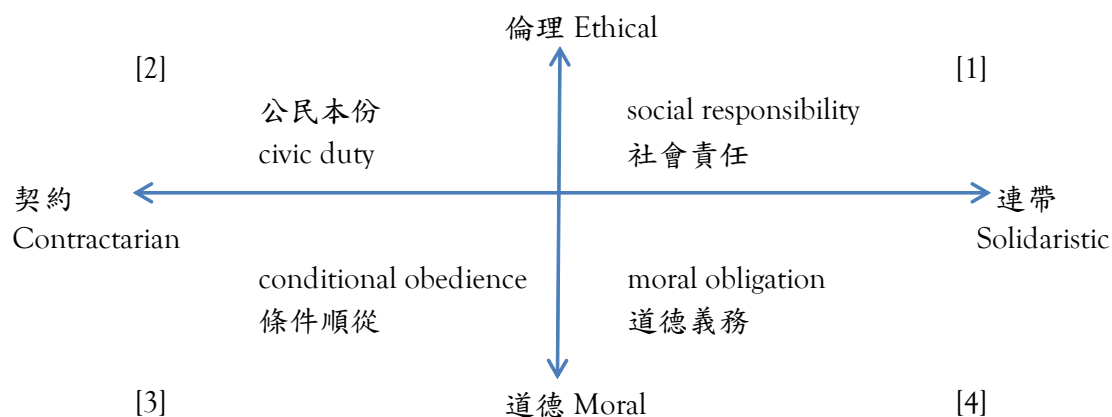 倫理 Ethical
[2]
[1]
公民本份
civic duty
social responsibility
社會責任
契約
Contractarian
連帶
Solidaristic
conditional obedience
條件順從
moral obligation
道德義務
[3]
道德 Moral
[4]